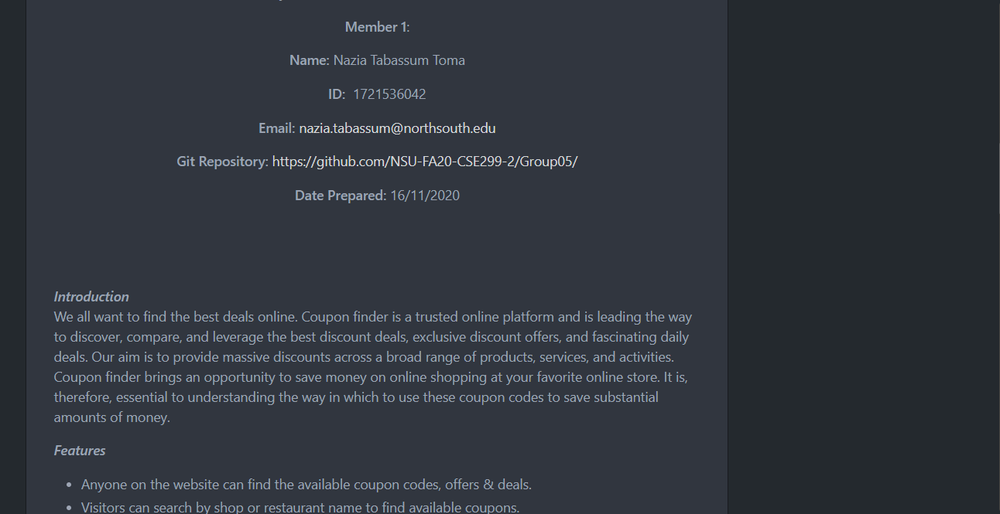 Member 1:
Name: Nazia Tabassum Toma
ID: 1721536042
Email: nazia.tabassum@northsouth.edu
Git Repository: https://github.com/NSU-FA20-CSE299-2/Group05/
Date Prepared: 16/11/2020
Introduction
We all want to find the best deals online. Coupon finder is a trusted online platform and is leading the way
to discover, compare, and leverage the best discount deals, exclusive discount offers, and fascinating daily
deals. Our aim is to provide massive discounts across a broad range of products, services, and activities.
Coupon finder brings an opportunity to save money on online shopping at your favorite online store. It is,
therefore, essential to understanding the way in which to use these coupon codes to save substantial
amounts of money.
Features
• Anyone on the website can find the available coupon codes, offers & deals.
• Visitors can search by shop or restaurant name to find available coupons.